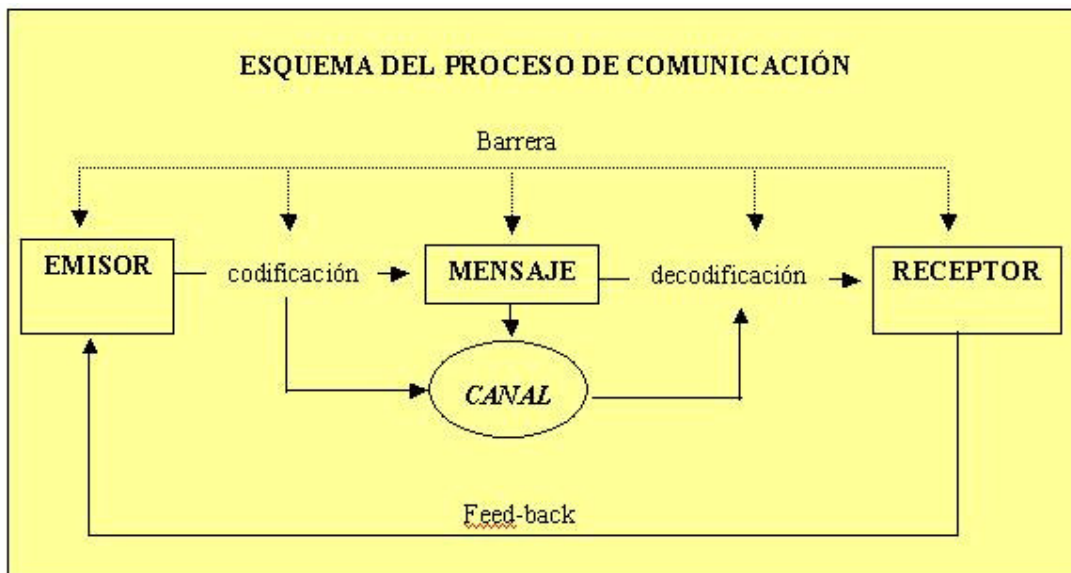 ESQUEMA DEL PROCESO DE COMUNICACIÓN
Barrera
EMISOR
codificación
MENSAJE
decodificación
RECEPTOR
CANAL
Feed-back